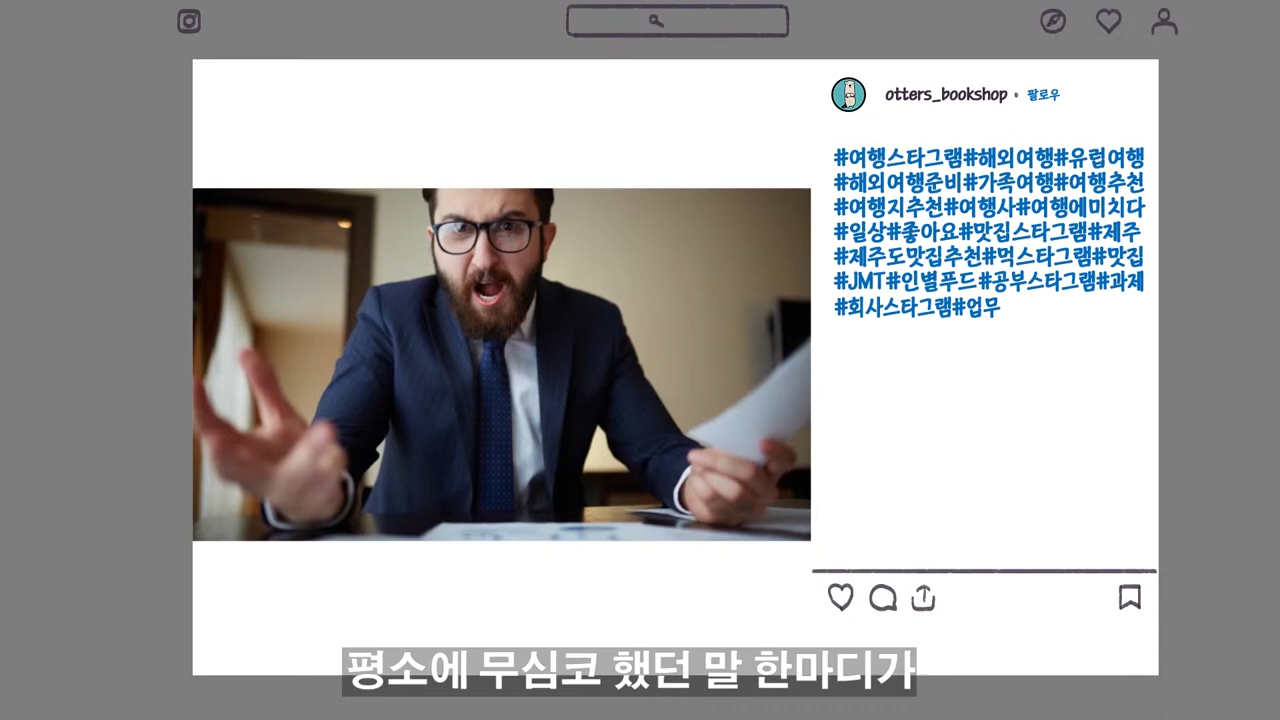 otters_bookshop • 팔로우
#여행스타그램#해외여행#유럽여행
#해외여행준비#가족여행#여행추천
#여행지추천#여행사#여행에미치다
#일상#좋아요#맛집스타그램#제주
#제주도맛집추천#먹스타그램#맛집
#JMT#인별푸드#공부스타그램#과제
#회사스타그램#업무
평소에 무심코 했던 말 한마디가